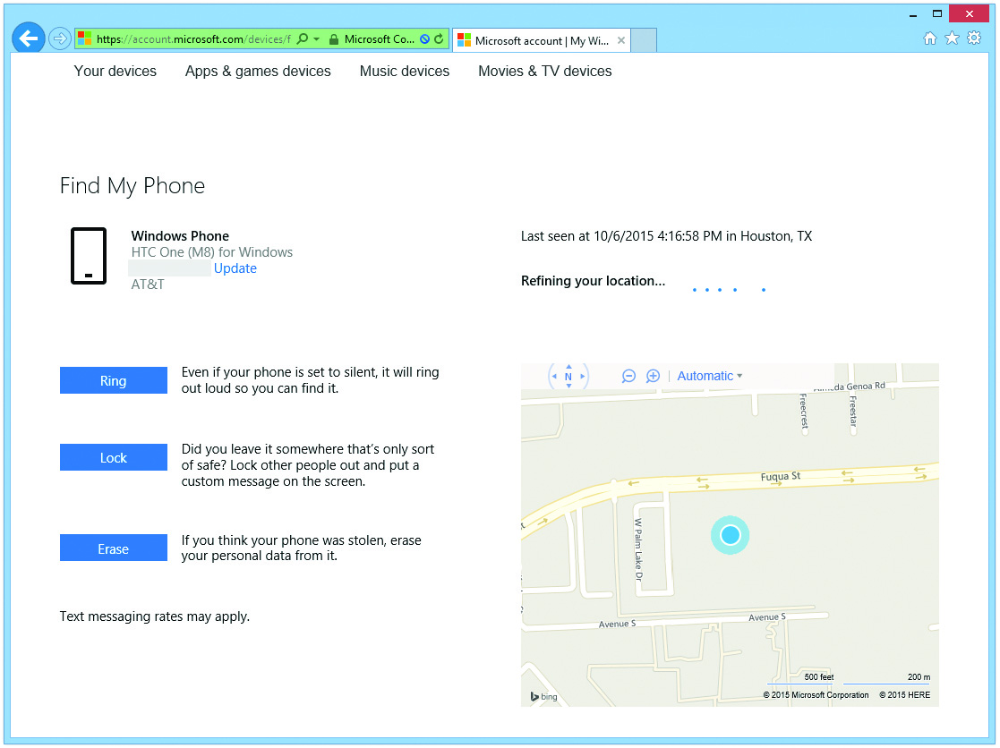 https://account.microsoft.com/devices/f
Microsoft Co...
Microsoft account | My Wi...
Your devices
Apps & games devices
Music devices
Movies & TV devices
Find My Phone
Windows Phone
HTC One (M8) for Windows
Update
AT&T
Last seen at 10/6/2015 4:16:58 PM in Houston, TX
Refining your location...
Ring
Even if your phone is set to silent, it will ring
out loud so you can find it.
Lock
Did you leave it somewhere that's only sort
of safe? Lock other people out and put a
custom message on the screen.
Erase
If you think your phone was stolen, erase
your personal data from it.
Text messaging rates may apply.
N
Automatic
Almeda Genoa Rd
Freecrest
Freestar
Fuqua St
W Palm Lake Dr
Avenue S
Avenue S
500 feet
200 m
bing
© 2015 Microsoft Corporation
© 2015 HERE